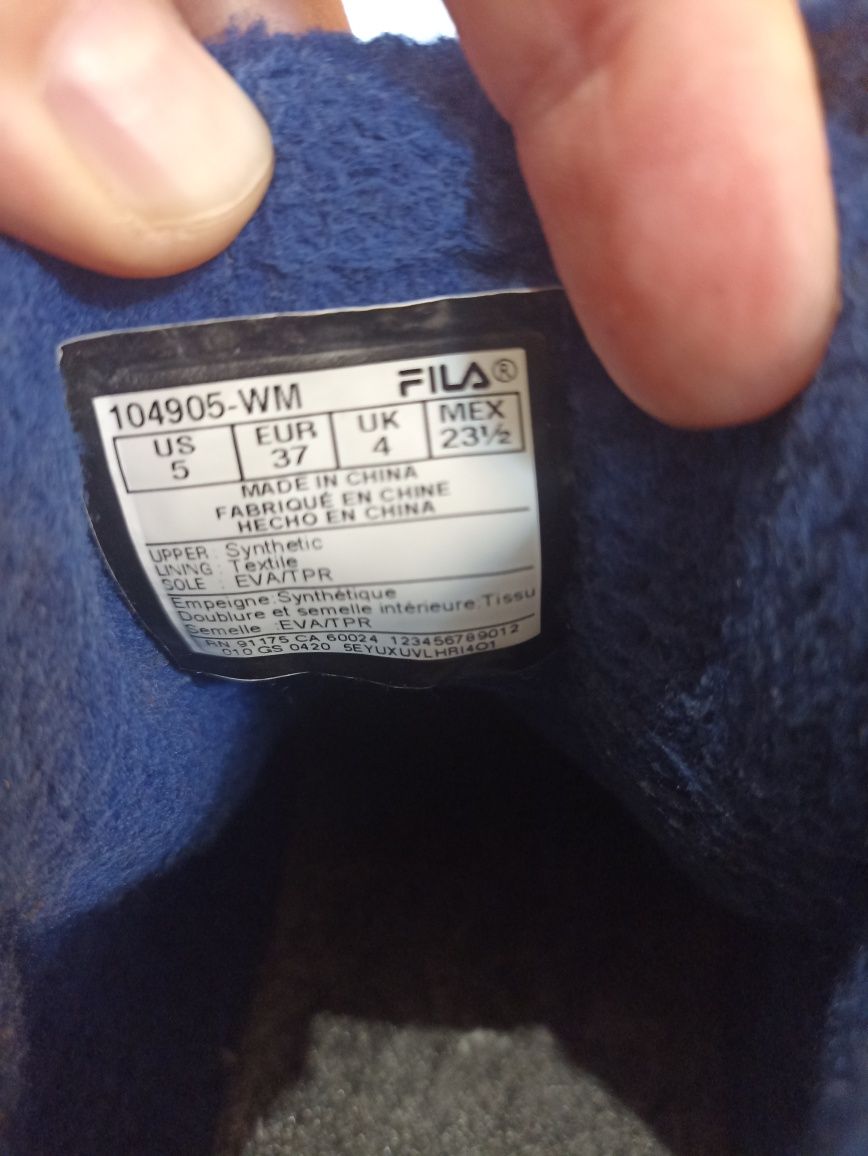 FILA®
104905-WM
US EUR UK MEX
5 37 4 23½
MADE IN CHINA
FABRIQUÉ EN CHINE
HECHO EN CHINA
UPPER : Synthetic
LINING : Textile
SOLE : EVA/TPR
Empeigne:Synthétique
Doublure et semelle intérieure:Tissu
Semelle :EVA/TPR
RN 91175 CA 60024 123456789012
010 GS 0420 5EYUXUVLHRI4O1